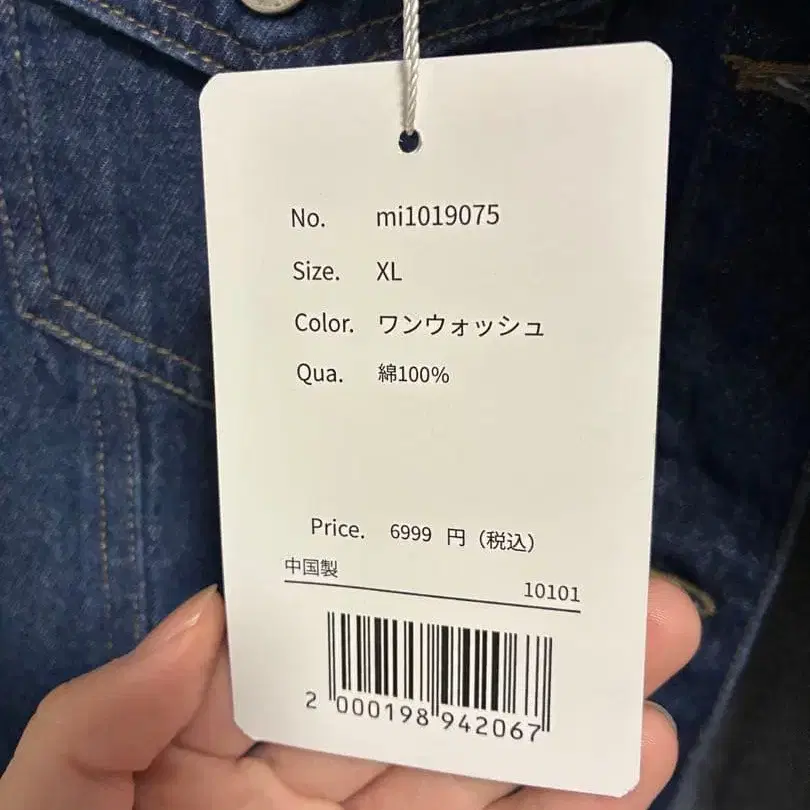 No. mi1019075
Size. XL
Color. ワンウォッシュ
Qua. 綿100%
Price. 6999 円（税込）
中国製 10101
2 000198 942067